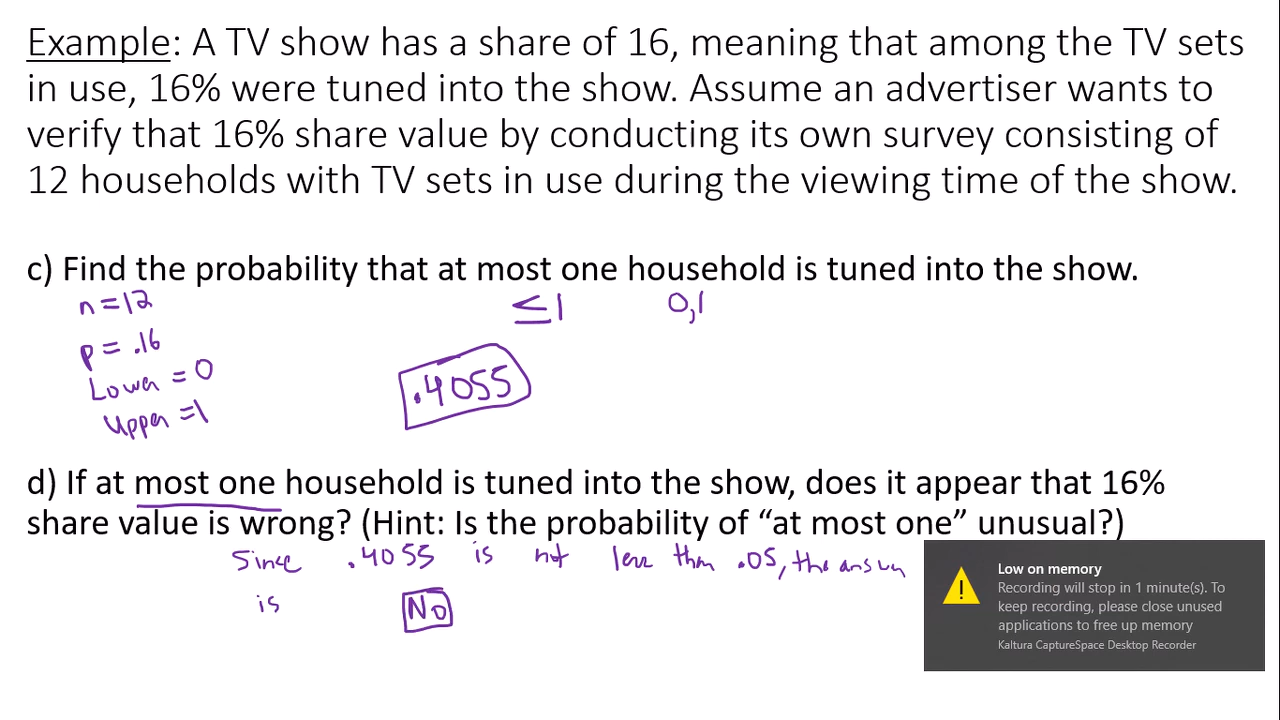 Example: A TV show has a share of 16, meaning that among the TV sets
in use, 16% were tuned into the show. Assume an advertiser wants to
verify that 16% share value by conducting its own survey consisting of
12 households with TV sets in use during the viewing time of the show.
c) Find the probability that at most one household is tuned into the show.
n=12
≤1 0,1
p = .16
Lower = 0
.4055
Upper =1
d) If at most one household is tuned into the show, does it appear that 16%
share value is wrong? (Hint: Is the probability of “at most one” unusual?)
Since .4055 is not less than .05, the answer
is No
Low on memory
Recording will stop in 1 minute(s). To
keep recording, please close unused
applications to free up memory
Kaltura CaptureSpace Desktop Recorder